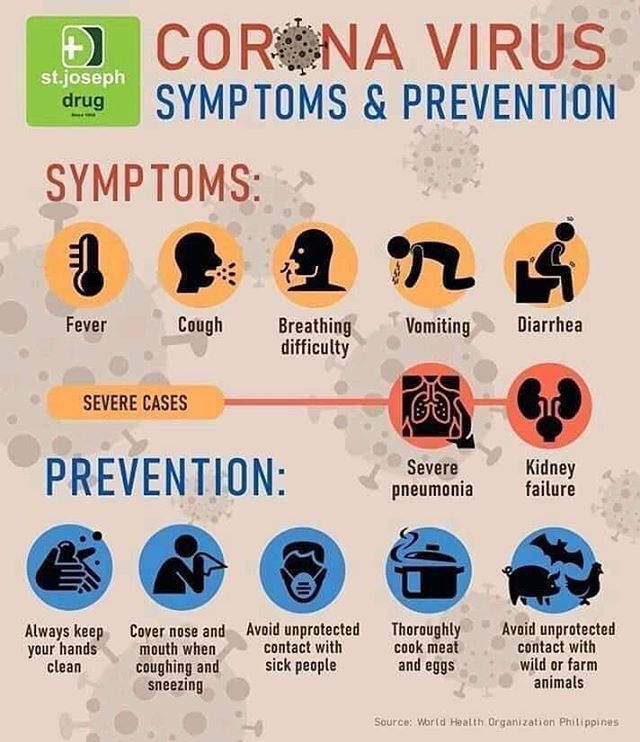 st.joseph
drug
Since 1956
CORONA VIRUS
SYMPTOMS & PREVENTION
SYMPTOMS:
Fever
Cough
Breathing
difficulty
Vomiting
Diarrhea
SEVERE CASES
Severe
pneumonia
Kidney
failure
PREVENTION:
Always keep
your hands
clean
Cover nose and
mouth when
coughing and
sneezing
Avoid unprotected
contact with
sick people
Thoroughly
cook meat
and eggs
Avoid unprotected
contact with
wild or farm
animals
Source: World Health Organization Philippines